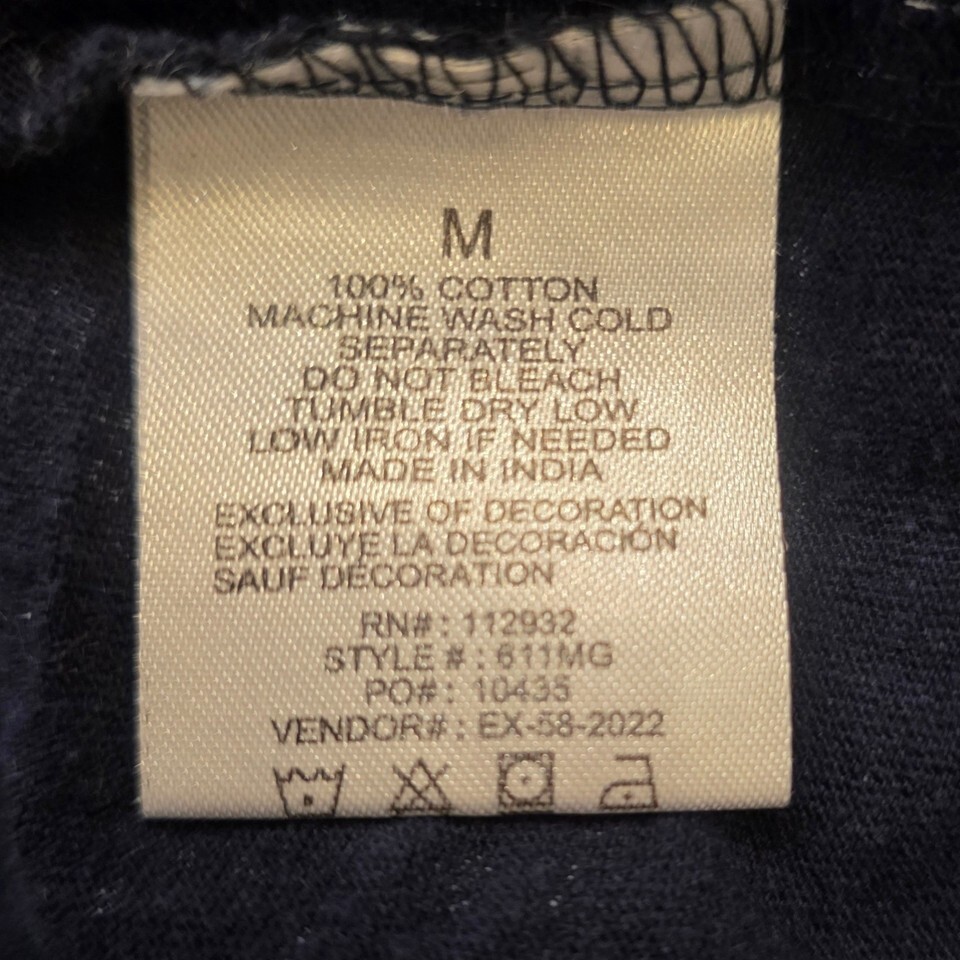 M
100% COTTON
MACHINE WASH COLD
SEPARATELY
DO NOT BLEACH
TUMBLE DRY LOW
LOW IRON IF NEEDED
MADE IN INDIA
EXCLUSIVE OF DECORATION
EXCLUYE LA DECORACIÓN
SAUF DÉCORATION
RN#: 112932
STYLE #: 611MG
PO#: 10435
VENDOR#: EX-58-2022